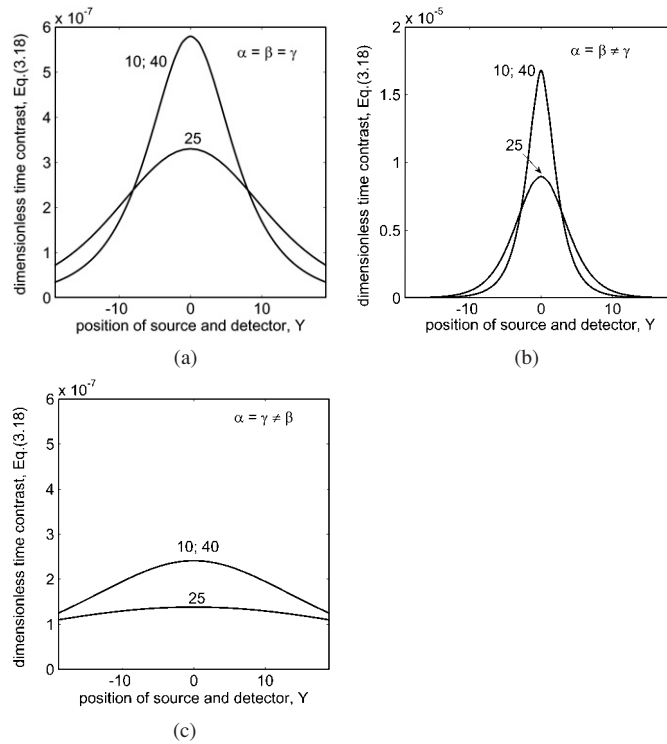 x 10⁻⁷
6
5
4
3
2
1
0
dimensionless time contrast, Eq.(3.18)
α = β = γ
10; 40
25
-10 0 10
position of source and detector, Y
(a)
x 10⁻⁵
2
1.5
1
0.5
0
dimensionless time contrast, Eq.(3.18)
α = β ≠ γ
10; 40
25
-10 0 10
position of source and detector, Y
(b)
x 10⁻⁷
6
5
4
3
2
1
0
dimensionless time contrast, Eq.(3.18)
α = γ ≠ β
10; 40
25
-10 0 10
position of source and detector, Y
(c)